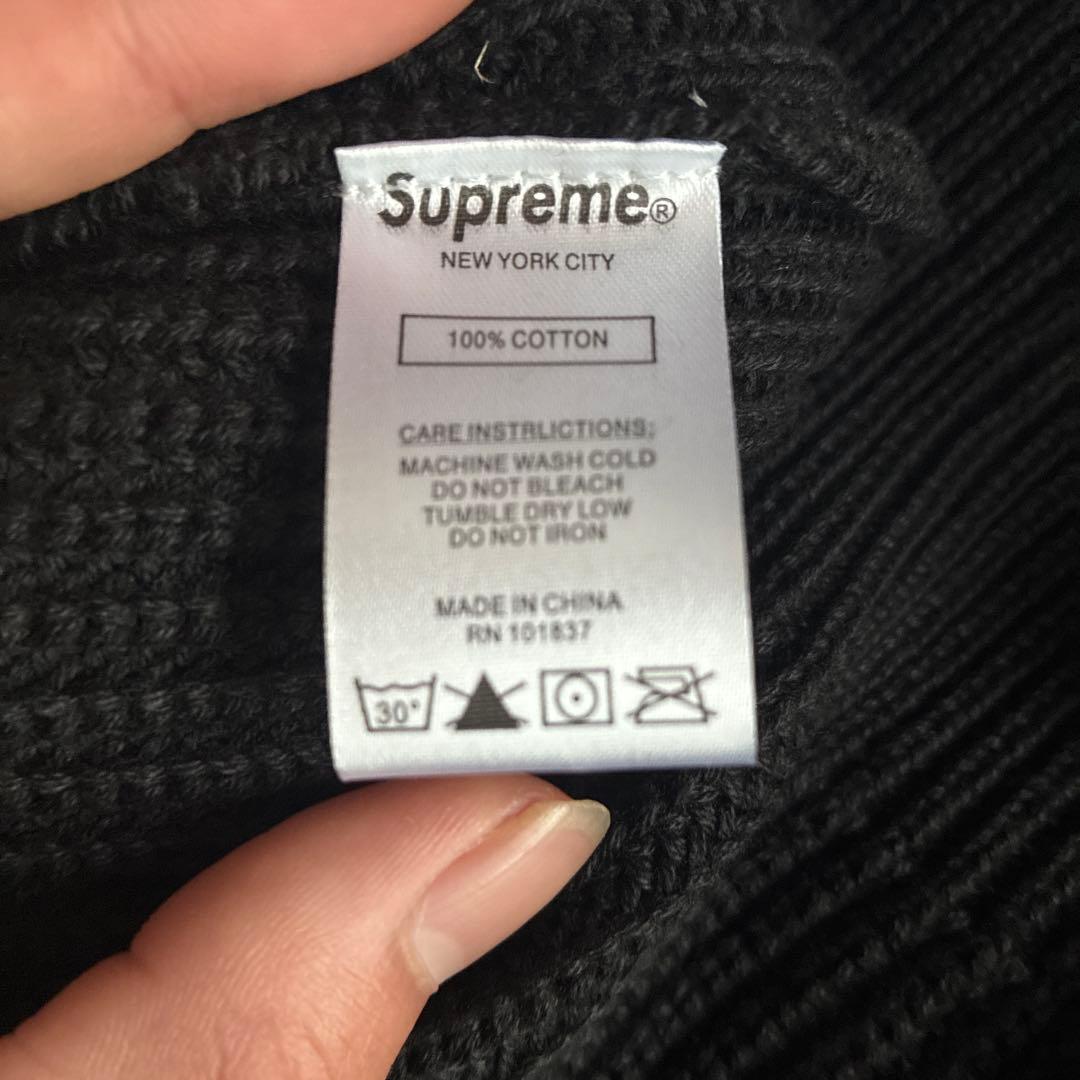 Supreme®
NEW YORK CITY
100% COTTON
CARE INSTRLICTIONS:
MACHINE WASH COLD
DO NOT BLEACH
TUMBLE DRY LOW
DO NOT IRON
MADE IN CHINA
RN 101837
30°